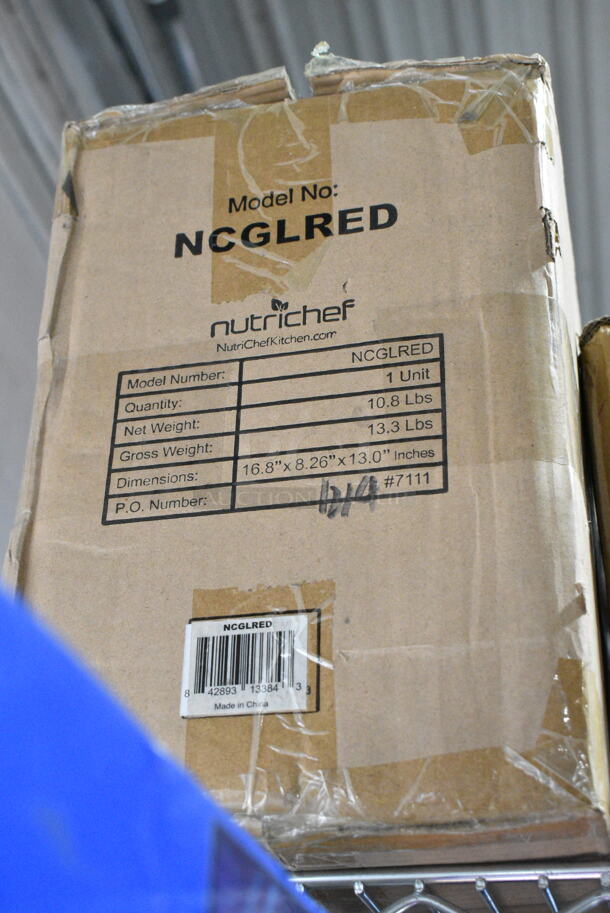 Model No:
NCGLRED
nutrichef
NutriChefKitchen.com
Model Number: NCGLRED
Quantity: 1 Unit
Net Weight: 10.8 Lbs
Gross Weight: 13.3 Lbs
Dimensions: 16.8" x 8.26" x 13.0" Inches
P.O. Number: #7111
1214
NCGLRED
8 42893 13384 3 3
Made in China